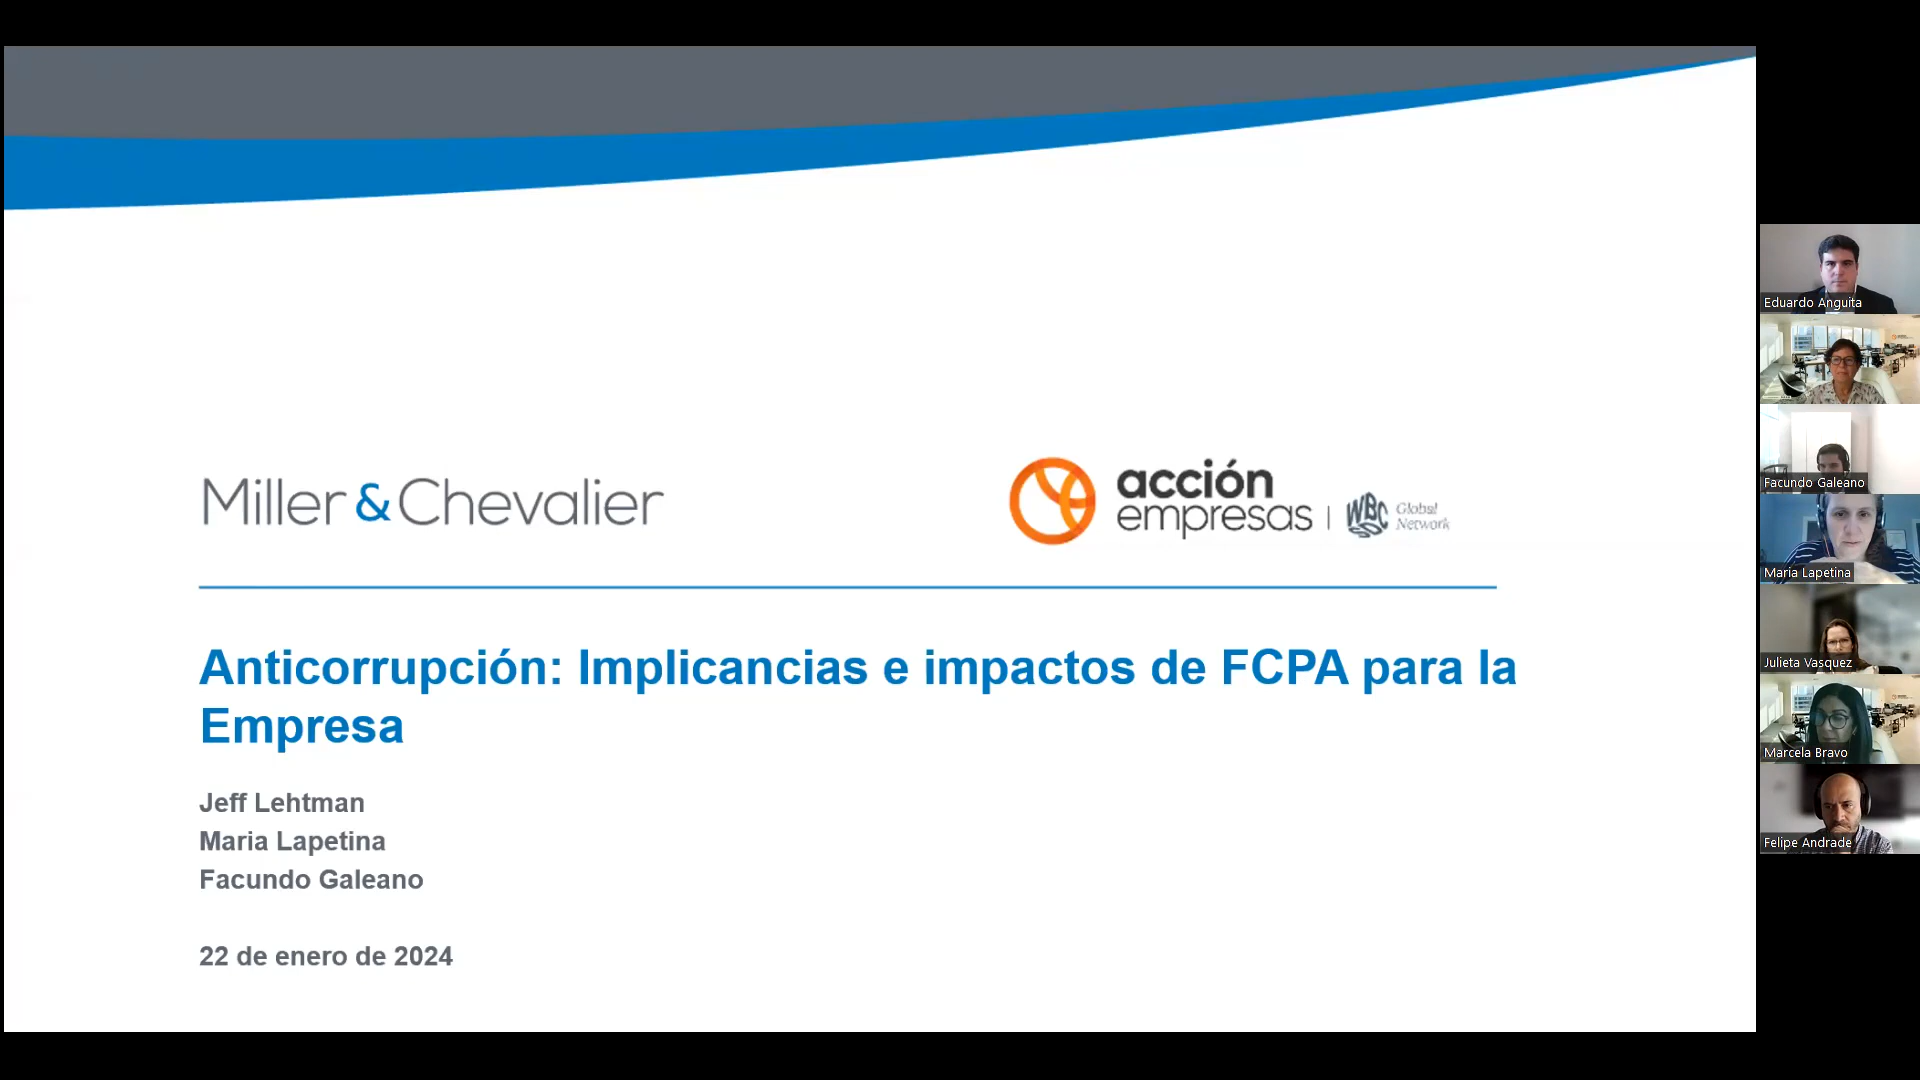 Miller & Chevalier
acción
empresas
WBC
Global
Network
Anticorrupción: Implicancias e impactos de FCPA para la
Empresa
Jeff Lehtman
Maria Lapetina
Facundo Galeano
22 de enero de 2024
Eduardo Anguita
Facundo Galeano
Maria Lapetina
Julieta Vasquez
Marcela Bravo
Felipe Andrade